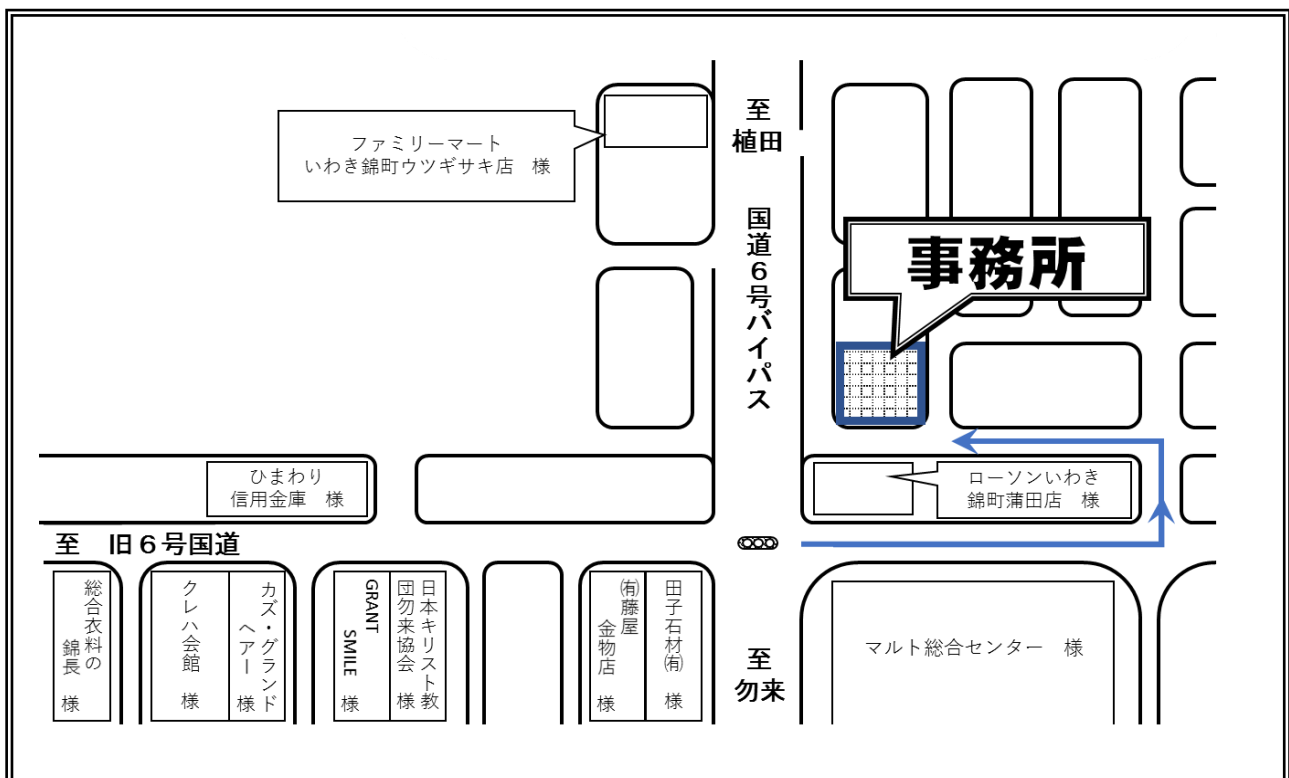 ファミリーマート
いわき錦町ウツギサキ店　様
至
植田
国道６号バイパス
事務所
ひまわり
信用金庫　様
ローソンいわき
錦町蒲田店　様
至　旧６号国道
総合衣料の
錦長　様
クレハ会館　様
カズ・グランド
ヘアー　様
GRANT
SMILE　様
日本キリスト教
団勿来協会　様
㈲藤屋
金物店　様
田子石材㈲　様
至
勿来
マルト総合センター　様